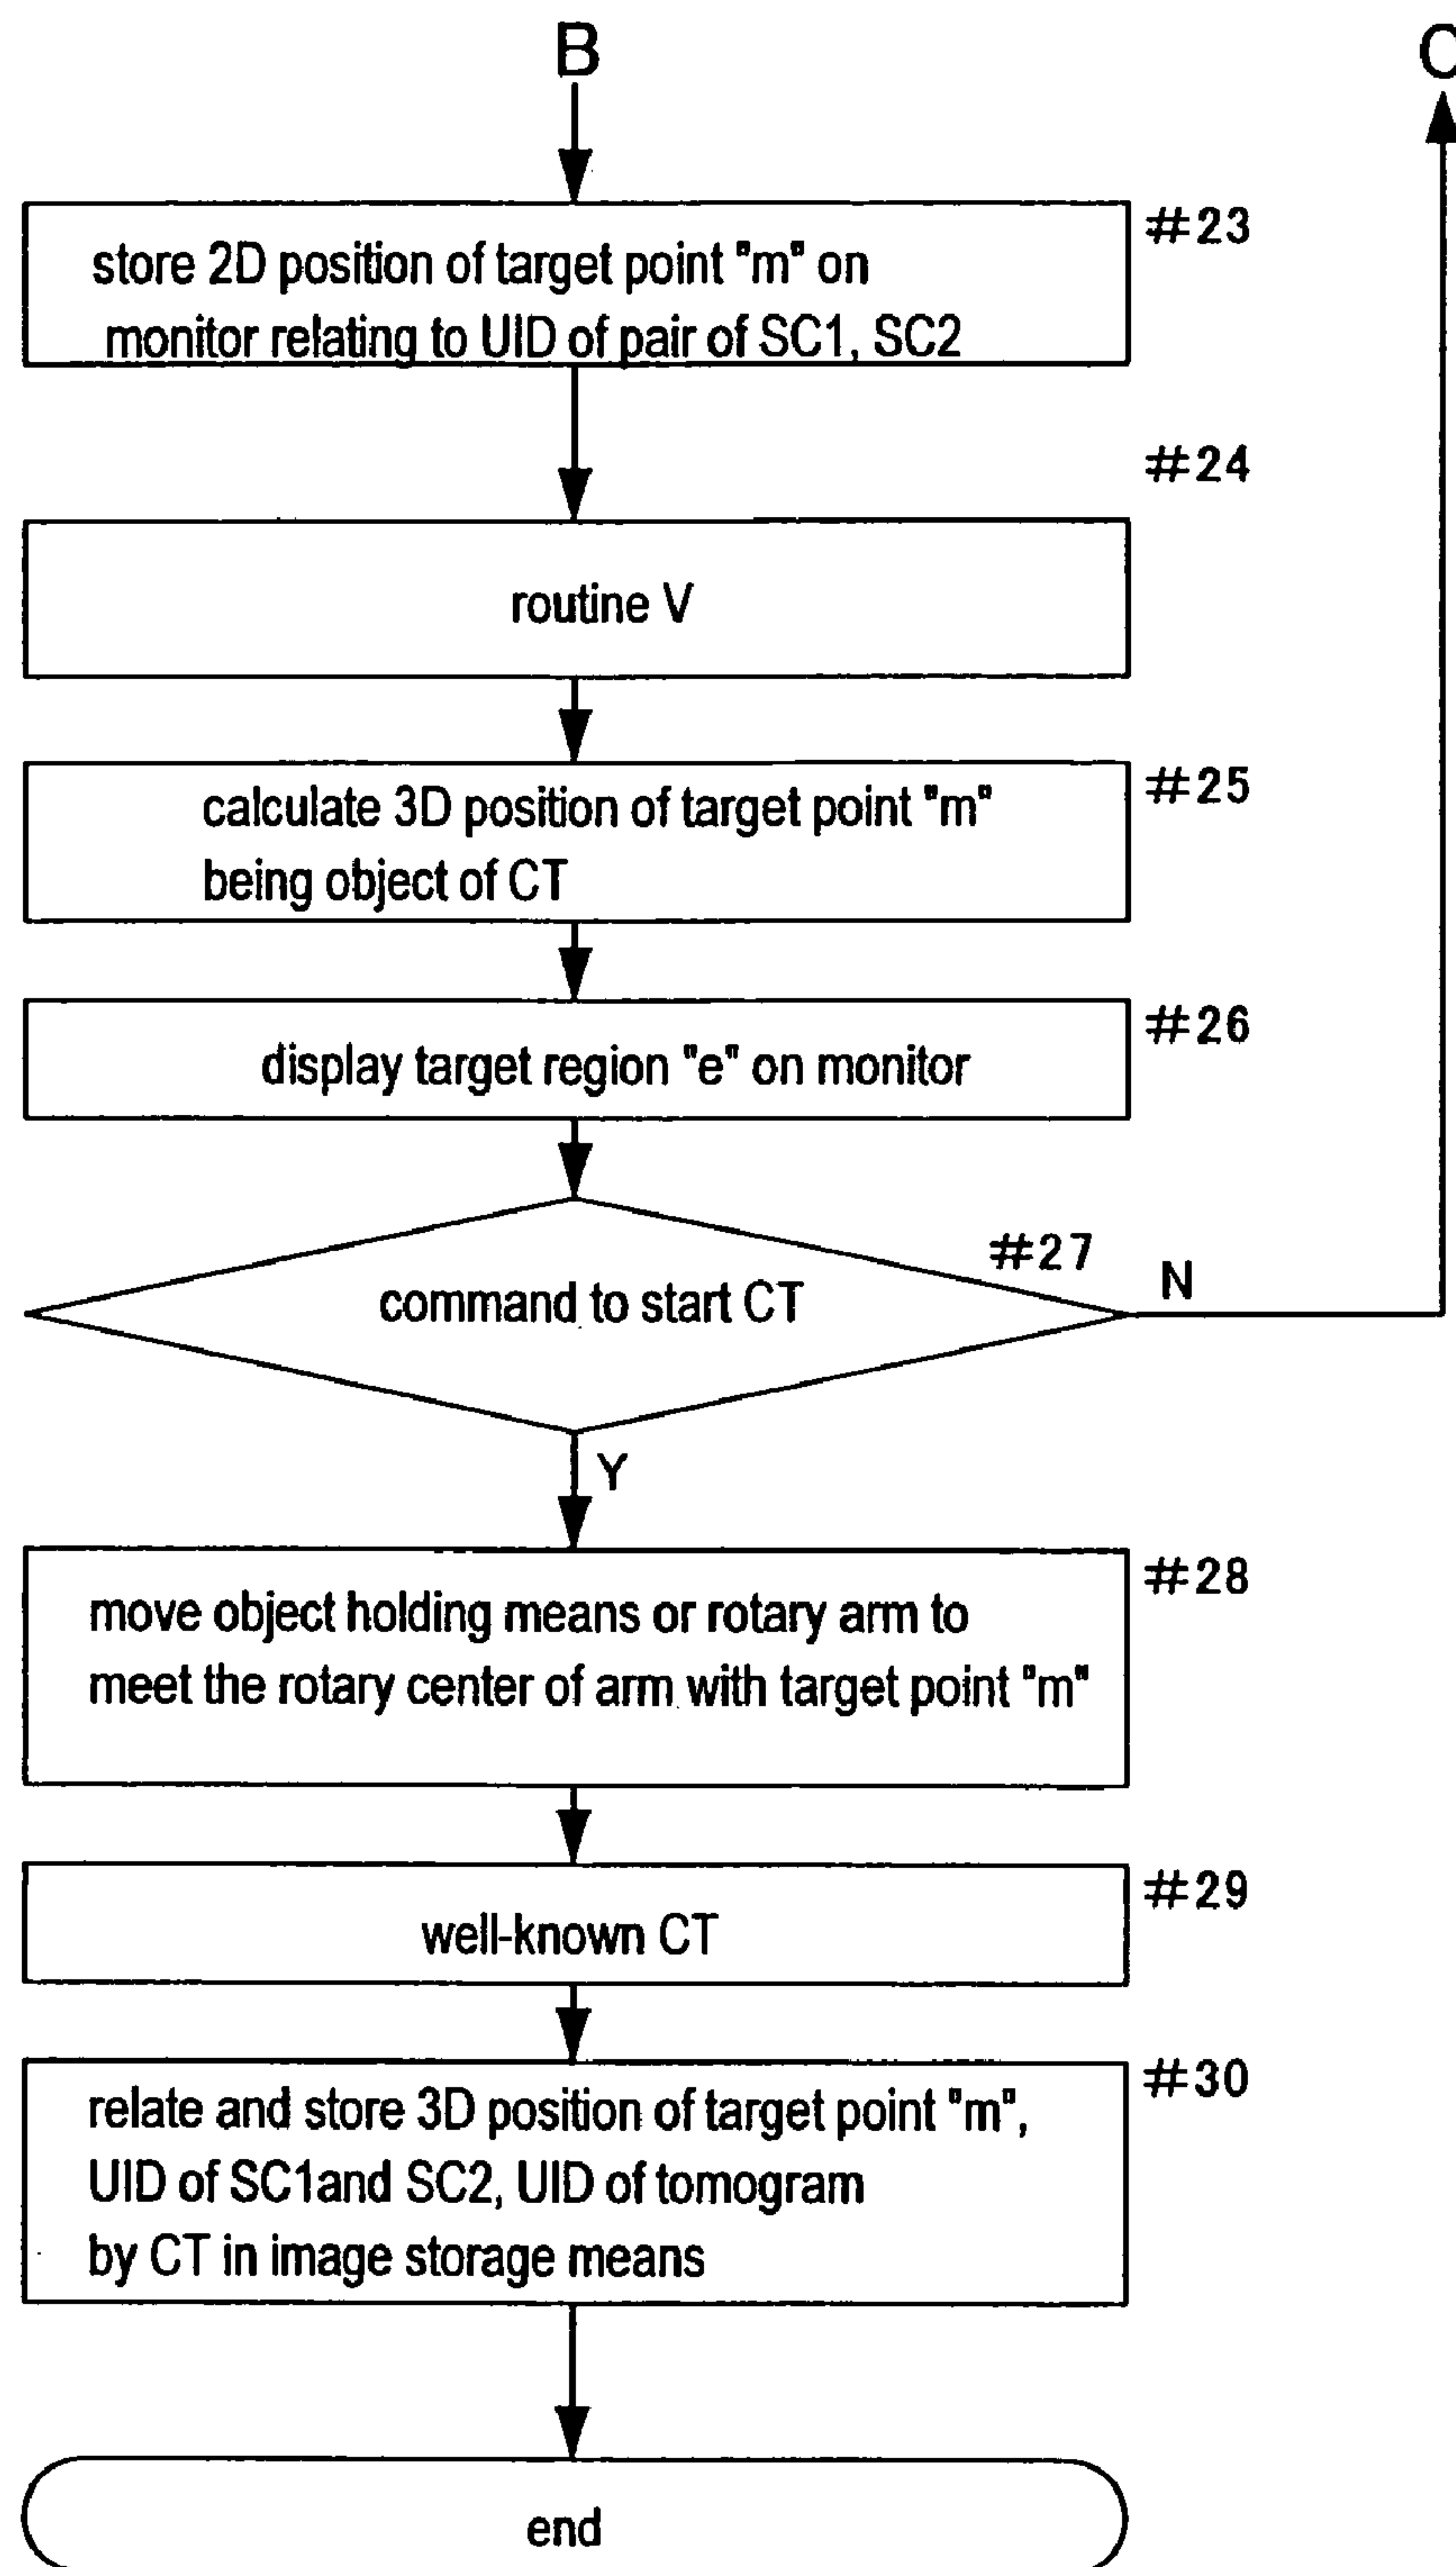 B
C
#23
store 2D position of target point "m" on
monitor relating to UID of pair of SC1, SC2
#24
routine V
#25
calculate 3D position of target point "m"
being object of CT
#26
display target region "e" on monitor
#27
command to start CT
N
Y
#28
move object holding means or rotary arm to
meet the rotary center of arm with target point "m"
#29
well-known CT
#30
relate and store 3D position of target point "m",
UID of SC1and SC2, UID of tomogram
by CT in image storage means
end